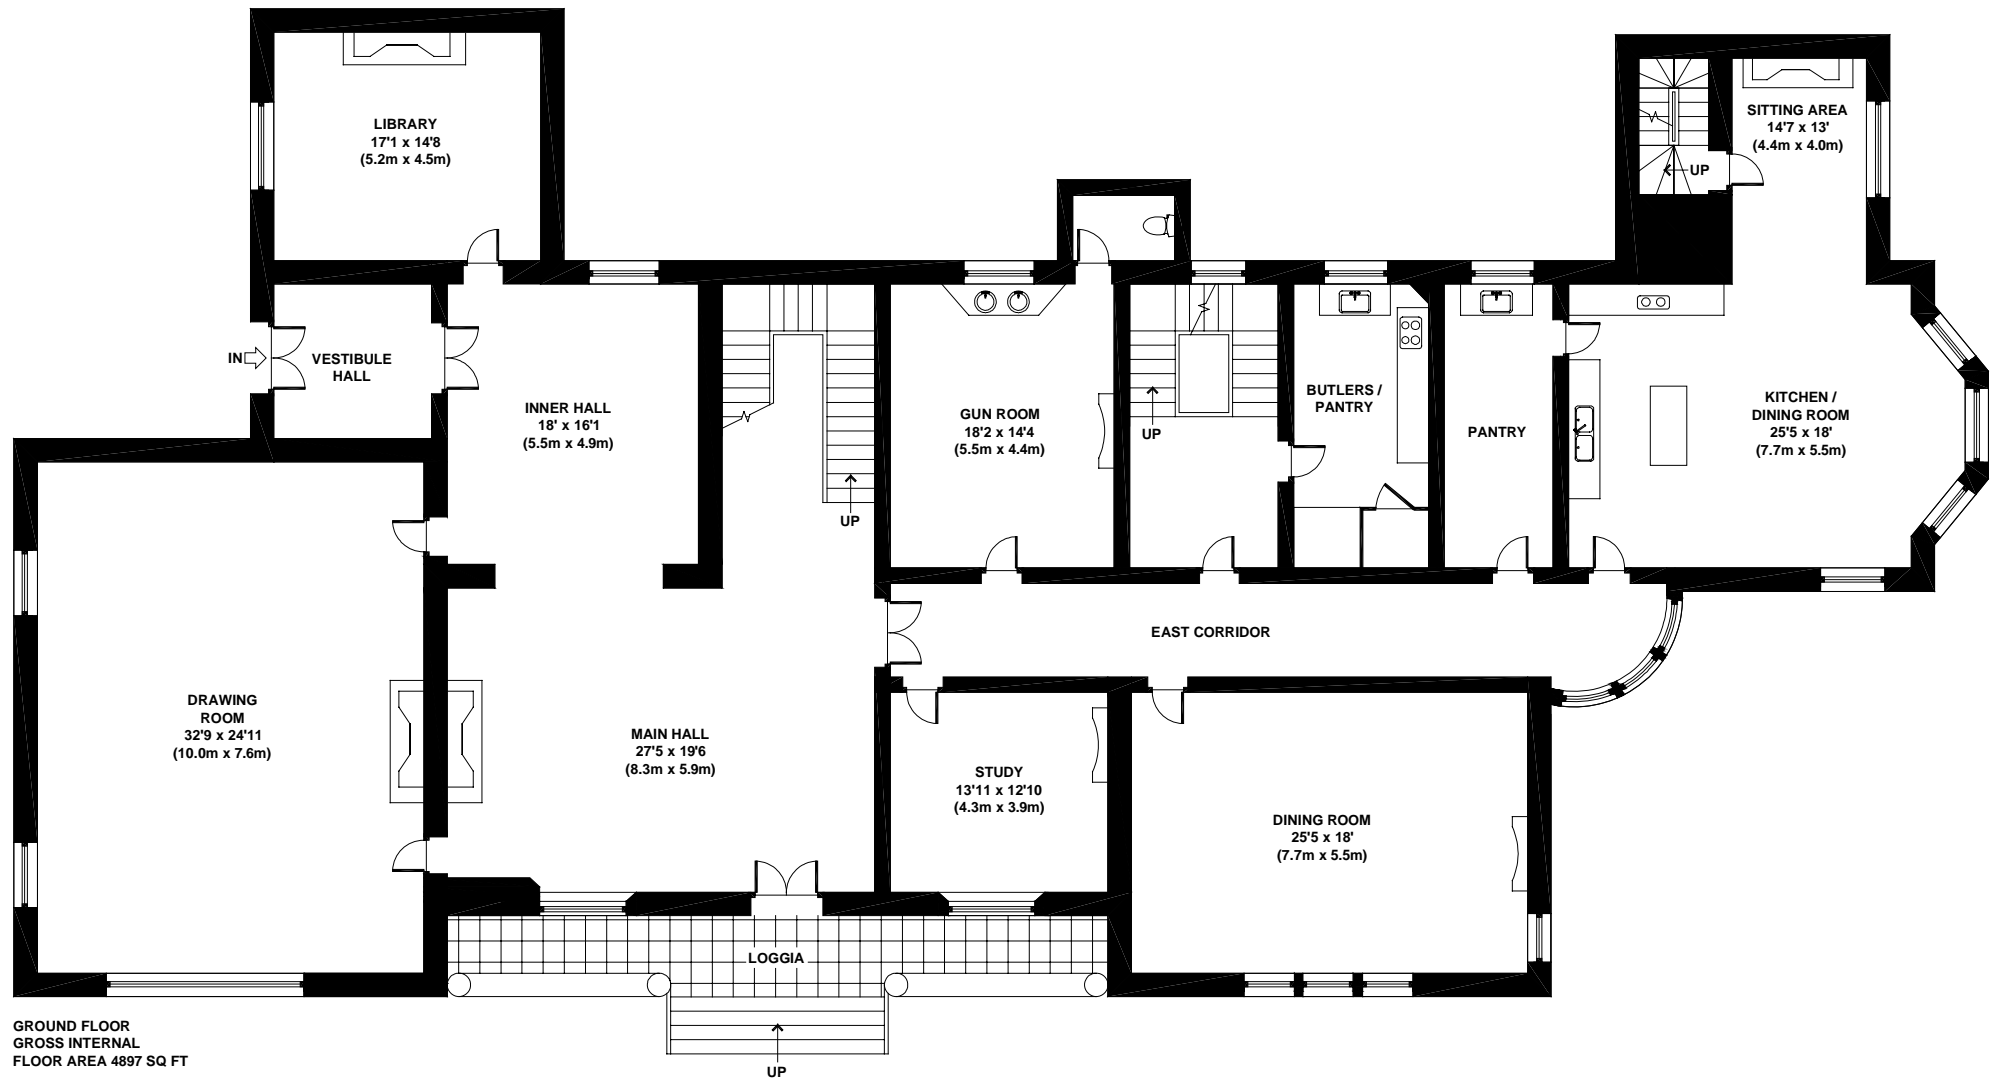 LIBRARY
17'1 x 14'8
(5.2m x 4.5m)
SITTING AREA
14'7 x 13'
(4.4m x 4.0m)
UP
IN
VESTIBULE
HALL
INNER HALL
18' x 16'1
(5.5m x 4.9m)
UP
GUN ROOM
18'2 x 14'4
(5.5m x 4.4m)
UP
BUTLERS /
PANTRY
PANTRY
KITCHEN /
DINING ROOM
25'5 x 18'
(7.7m x 5.5m)
EAST CORRIDOR
DRAWING
ROOM
32'9 x 24'11
(10.0m x 7.6m)
MAIN HALL
27'5 x 19'6
(8.3m x 5.9m)
STUDY
13'11 x 12'10
(4.3m x 3.9m)
DINING ROOM
25'5 x 18'
(7.7m x 5.5m)
LOGGIA
UP
GROUND FLOOR
GROSS INTERNAL
FLOOR AREA 4897 SQ FT